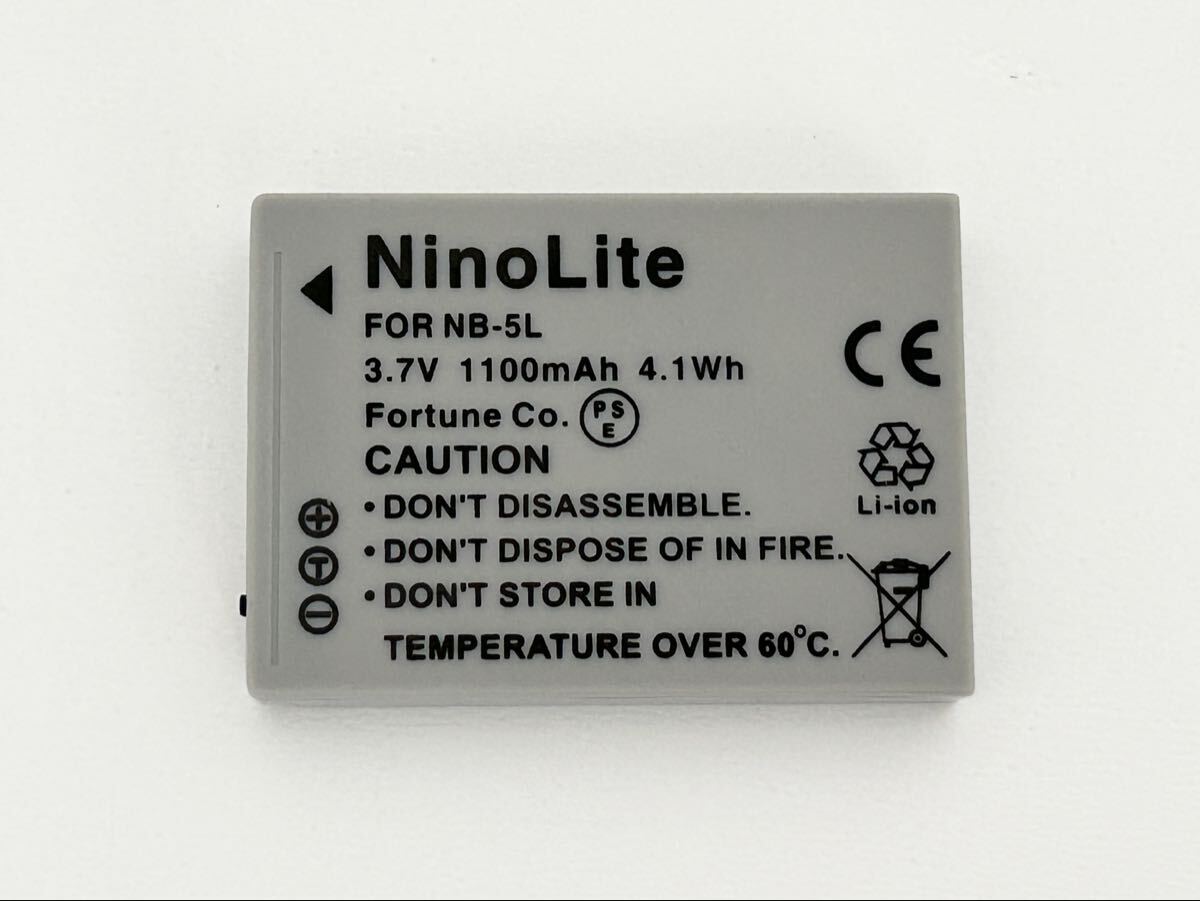 NinoLite
FOR NB-5L
3.7V 1100mAh 4.1Wh
Fortune Co. PSE
CE
CAUTION
Li-ion
•DON'T DISASSEMBLE.
•DON'T DISPOSE OF IN FIRE.
•DON'T STORE IN
TEMPERATURE OVER 60°C.
+
T
-